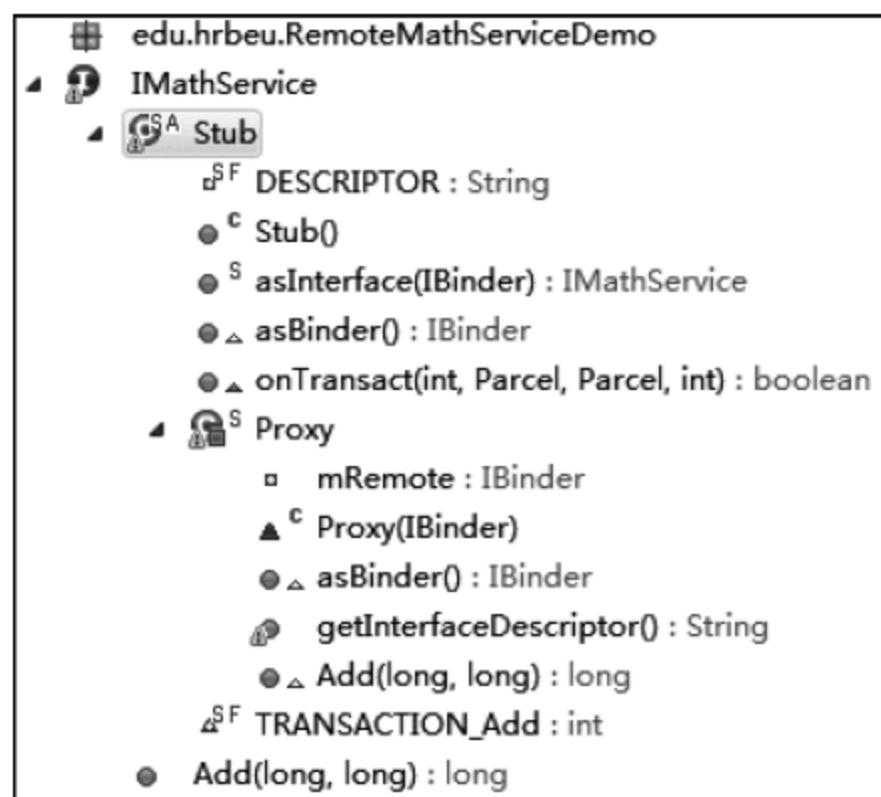 edu.hrbeu.RemoteMathServiceDemo
IMathService
S A Stub
S F DESCRIPTOR : String
C Stub()
S asInterface(IBinder) : IMathService
asBinder() : IBinder
onTransact(int, Parcel, Parcel, int) : boolean
S Proxy
mRemote : IBinder
C Proxy(IBinder)
asBinder() : IBinder
getInterfaceDescriptor() : String
Add(long, long) : long
S F TRANSACTION_Add : int
Add(long, long) : long